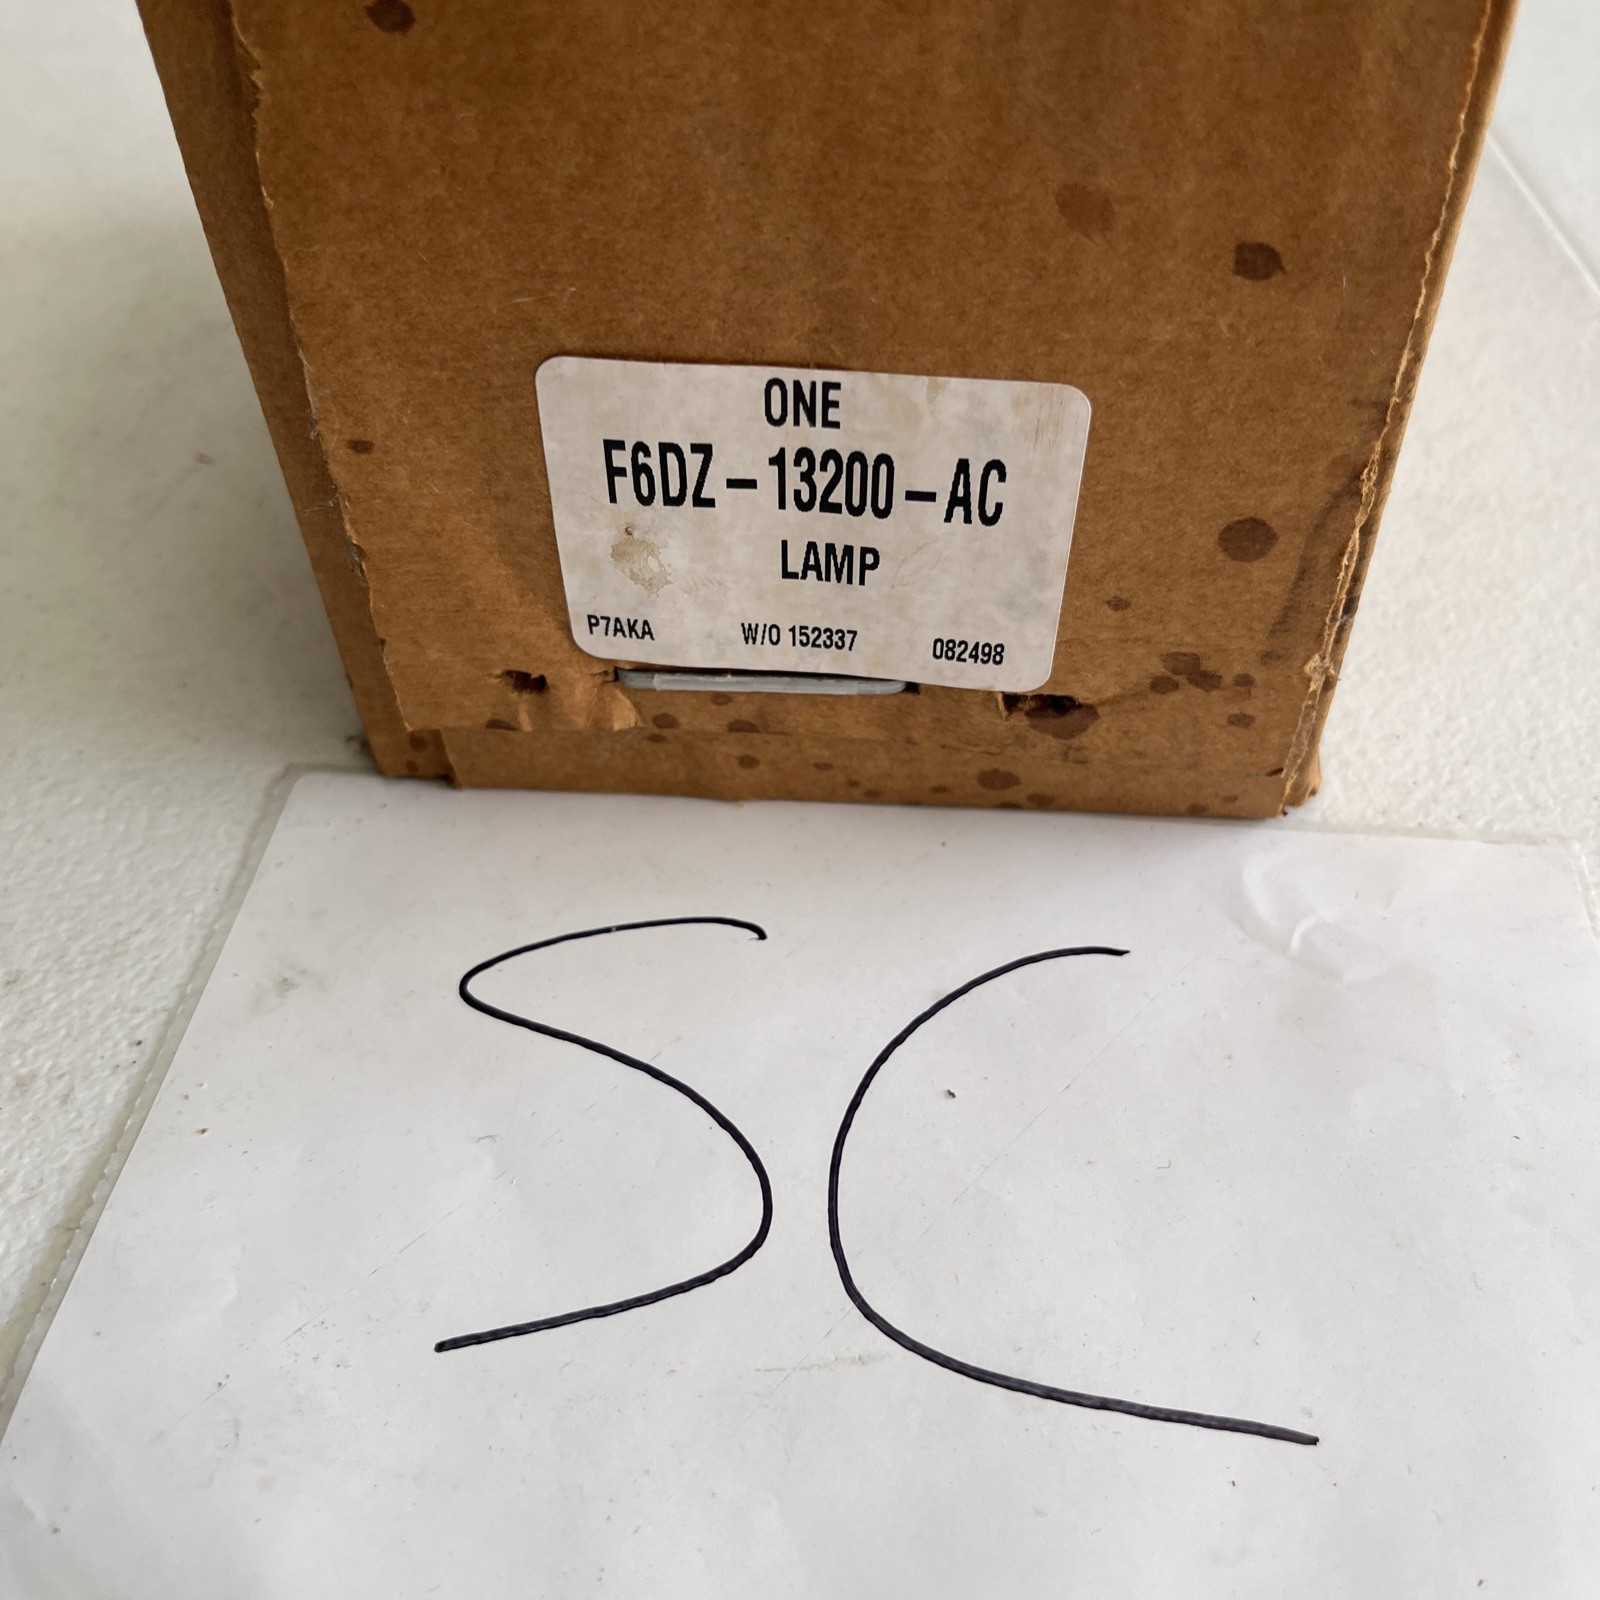 ONE
F6DZ-13200-AC
LAMP
P7AKA W/O 152337 082498
SC